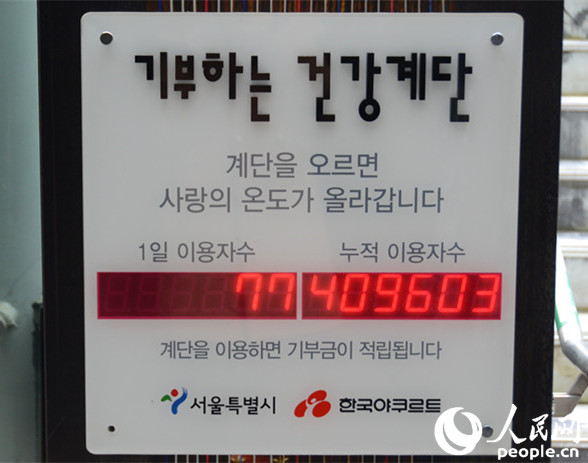 기부하는 건강계단
계단을 오르면
사랑의 온도가 올라갑니다
1일 이용자수 누적 이용자수
77 409603
계단을 이용하면 기부금이 적립됩니다
서울특별시 한국야쿠르트
人民网
people.cn